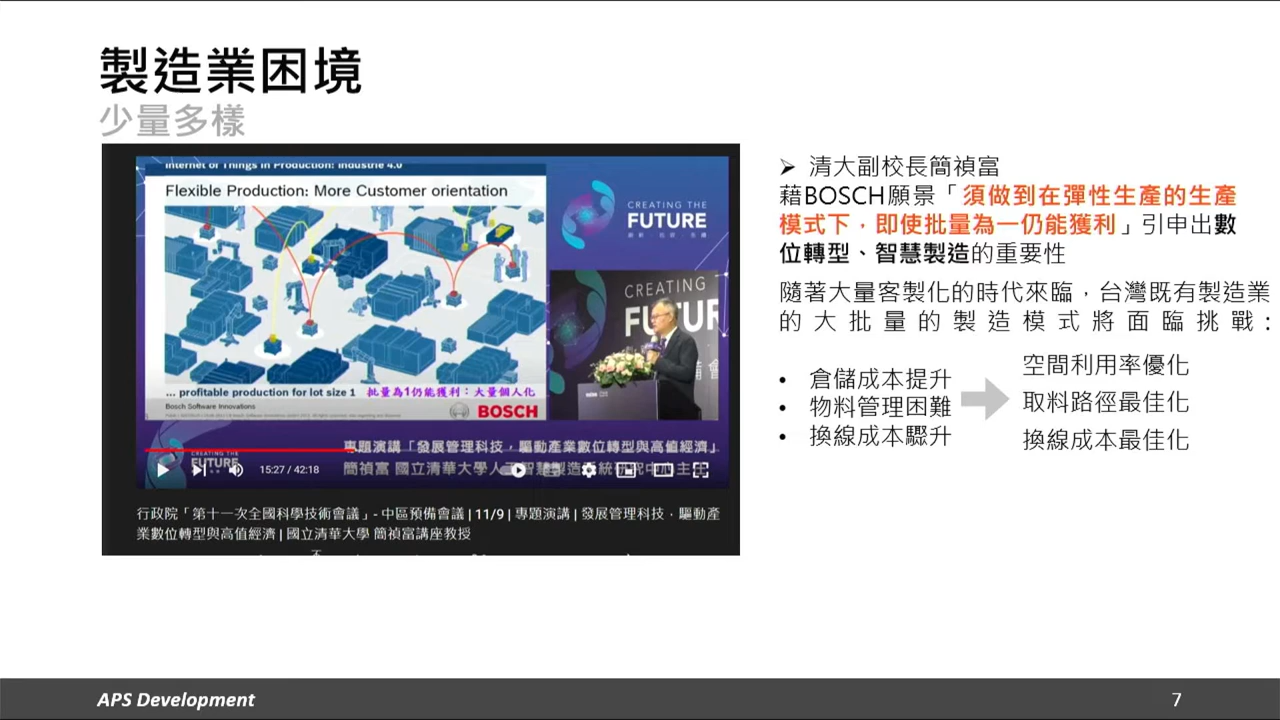 製造業困境
少量多樣
Internet of Things in Production: Industrie 4.0
Flexible Production: More Customer orientation
... profitable production for lot size 1 批量為1仍能獲利：大量個人化
Bosch Software Innovations
BOSCH
CREATING THE
FUTURE
CREATING
FUTUR
專題演講「發展管理科技，驅動產業數位轉型與高值經濟」
CREATING THE
FUTURE
15:27 / 42:18
行政院「第十一次全國科學技術會議」- 中區預備會議 | 11/9 | 專題演講 | 發展管理科技，驅動產
業數位轉型與高值經濟 | 國立清華大學 簡禎富講座教授
➢ 清大副校長簡禎富
藉BOSCH願景「須做到在彈性生產的生產
模式下，即使批量為一仍能獲利」引申出數
位轉型、智慧製造的重要性
隨著大量客製化的時代來臨，台灣既有製造業
的大批量的製造模式將面臨挑戰：
• 倉儲成本提升
• 物料管理困難
• 換線成本驟升
空間利用率優化
取料路徑最佳化
換線成本最佳化
APS Development
7